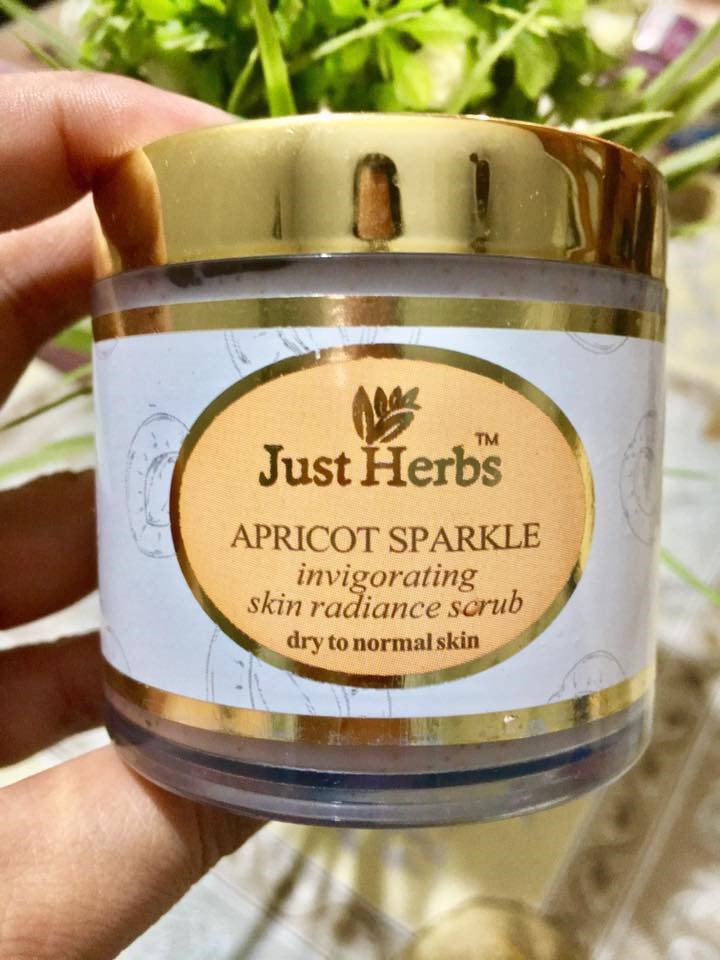 Just Herbs™
APRICOT SPARKLE
invigorating
skin radiance scrub
dry to normal skin